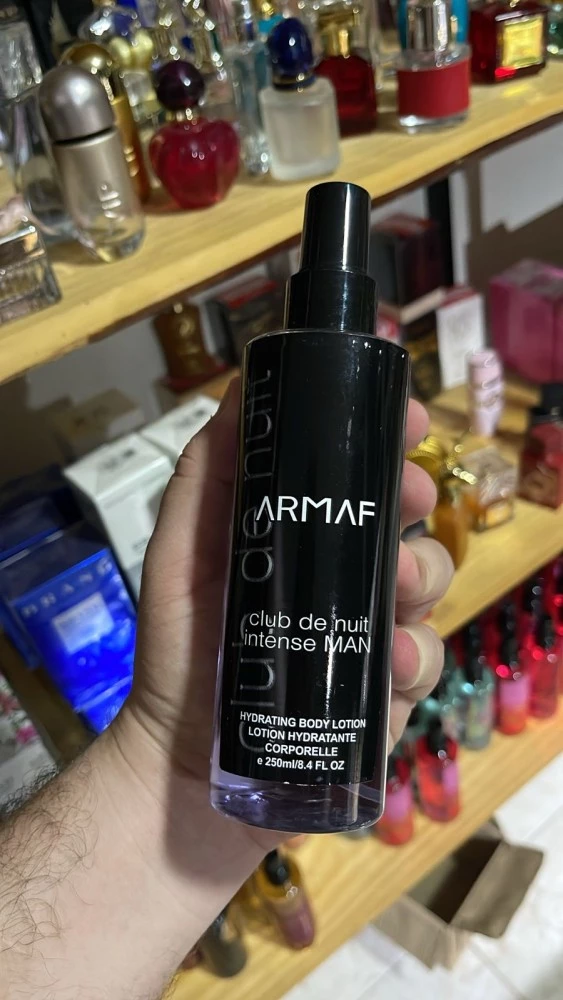 club de nuit
ARMAF
club de nuit
intense MAN
HYDRATING BODY LOTION
LOTION HYDRATANTE
CORPORELLE
e 250ml/8.4 FL OZ